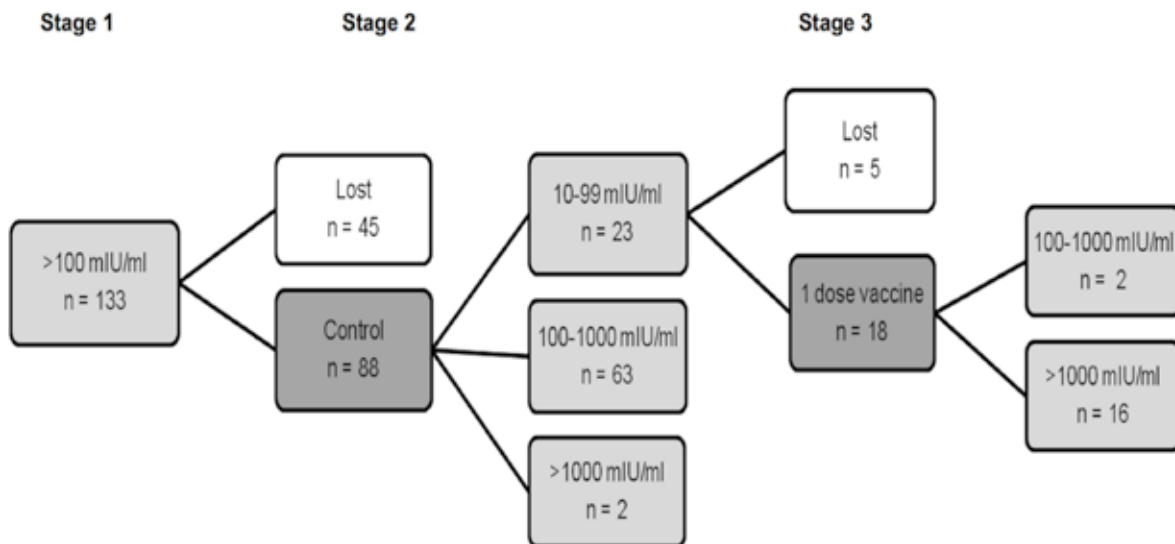 Stage 1
Stage 2
Stage 3
>100 mIU/ml
n = 133
Lost
n = 45
Control
n = 88
10-99 mIU/ml
n = 23
100-1000 mIU/ml
n = 63
>1000 mIU/ml
n = 2
Lost
n = 5
1 dose vaccine
n = 18
100-1000 mIU/ml
n = 2
>1000 mIU/ml
n = 16